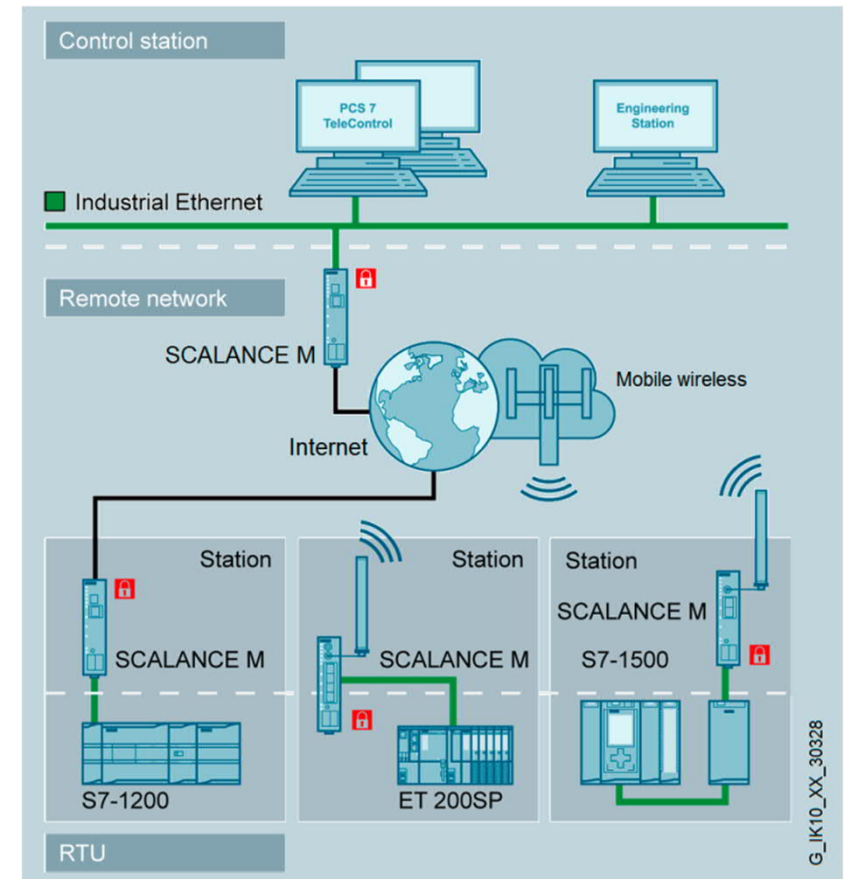 Control station
PCS 7
TeleControl
Engineering
Station
Industrial Ethernet
Remote network
SCALANCE M
Mobile wireless
Internet
Station
SCALANCE M
S7-1200
Station
SCALANCE M
ET 200SP
Station
SCALANCE M
S7-1500
RTU
G_IK10_XX_30328